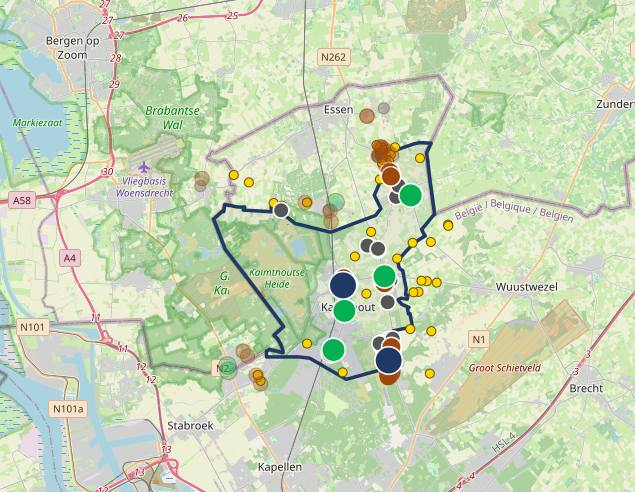 27
26
25
27
Bergen op
Zoom
28
N262
29
Markiezaat
Brabantse
Wal
Essen
Zunder
30
Vliegbasis
Woensdrecht
A58
België / Belgique / Belgien
A4
Kalmthoutse
Heide
Wuustwezel
11
N101
11
N1
12
N2
Groot Schietveld
12
Brecht
N101a
Stabroek
HSL 4
13
4
4
Kapellen
13